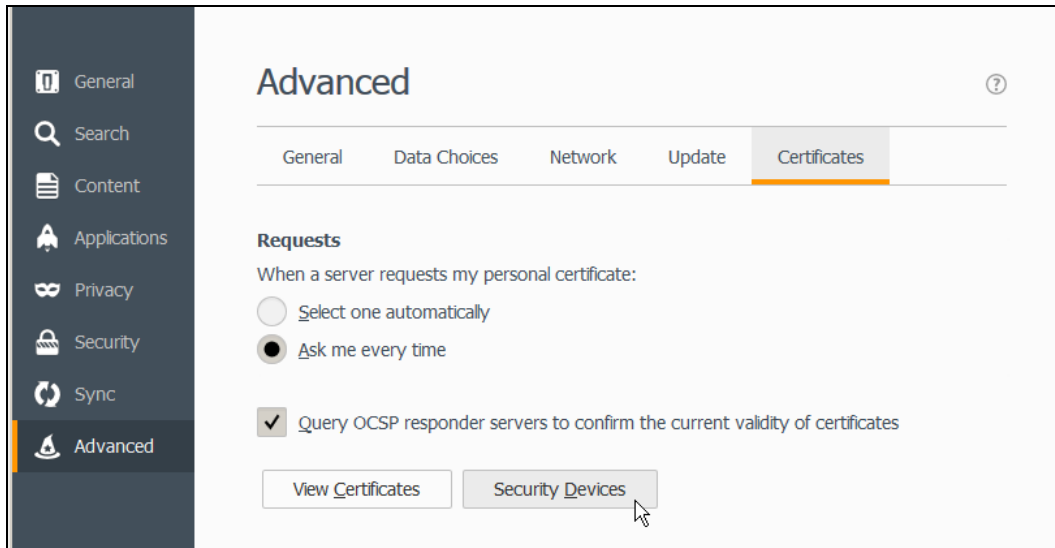 General
Search
Content
Applications
Privacy
Security
Sync
Advanced
Advanced
?
General Data Choices Network Update Certificates
Requests
When a server requests my personal certificate:
Select one automatically
Ask me every time
Query OCSP responder servers to confirm the current validity of certificates
View Certificates Security Devices